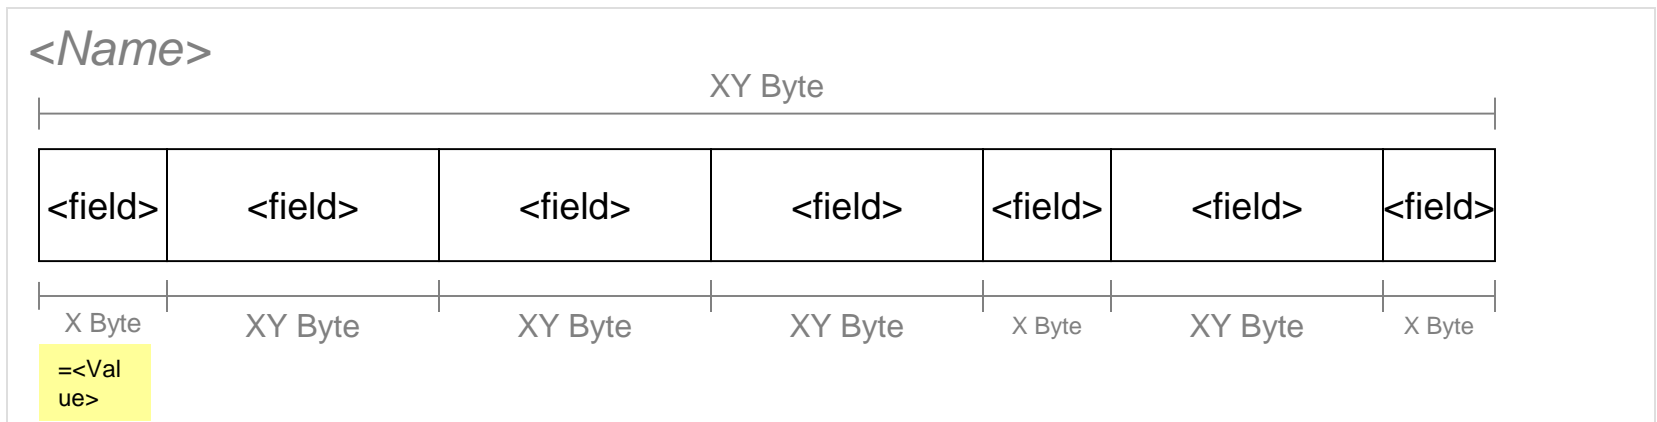 <Name>
XY Byte
<field> <field> <field> <field> <field> <field> <field>
X Byte XY Byte XY Byte XY Byte X Byte XY Byte X Byte
=<Val
ue>